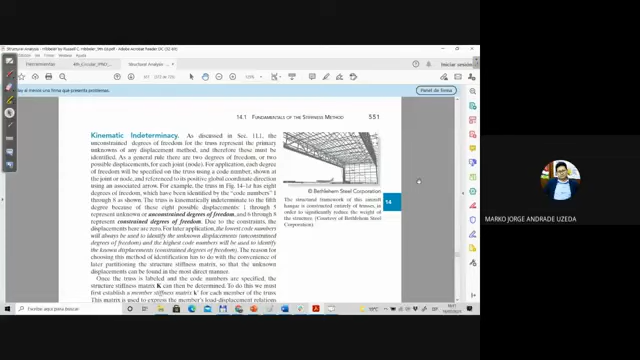 Structural Analysis - Hibbeler by Russell C. Hibbeler
Herramientas
Structural Analysis
Iniciar sesión
Panel de firma
14.1 FUNDAMENTALS OF THE STIFFNESS METHOD 551
Kinematic Indeterminacy. As discussed in Sec. 11.1, the
unconstrained degrees of freedom for the truss represent the primary
unknowns of any displacement method, and therefore these must be
identified. As a general rule there are two degrees of freedom, or two
possible displacements, for each joint (node).
For application, each degree of freedom will be specified on the truss using a code number, shown
at the joint or node, and referenced to its positive global coordinate direction
using an associated arrow. For example, the truss in Fig. 14–1a has eight
degrees of freedom, which have been identified by the "code numbers" 1
through 8 as shown. The truss is kinematically indeterminate to the fifth
degree because of these eight possible displacements: 1 through 5
represent unknown or unconstrained degrees of freedom, and 6 through 8
represent constrained degrees of freedom. Due to the constraints, the
displacements here are zero. For later application, the lowest code numbers
will always be used to identify the unknown displacements (unconstrained
degrees of freedom) and the highest code numbers will be used to identify
the known displacements (constrained degrees of freedom). The reason for
choosing this method of identification has to do with the convenience of
later partitioning the structure stiffness matrix, so that the unknown
displacements can be found in the most direct manner.
Once the truss is labeled and the code numbers are specified, the
structure stiffness matrix K can then be determined. To do this we must
first establish a member stiffness matrix k′ for each member of the truss.
This matrix is used to express the member's load-displacement relations
© Bethlehem Steel Corporation
The structural framework of this aircraft
hangar is constructed entirely of trusses, in
order to significantly reduce the weight of
the structure. (Courtesy of Bethlehem Steel
Corporation)
14
MARKO JORGE ANDRADE UZEDA
Escribe aquí para buscar